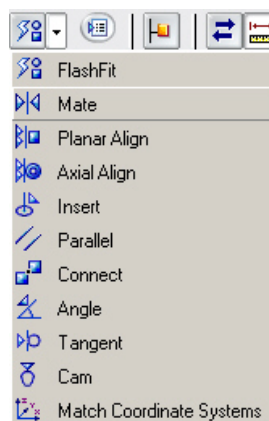 FlashFit
Mate
Planar Align
Axial Align
Insert
Parallel
Connect
Angle
Tangent
Cam
Match Coordinate Systems